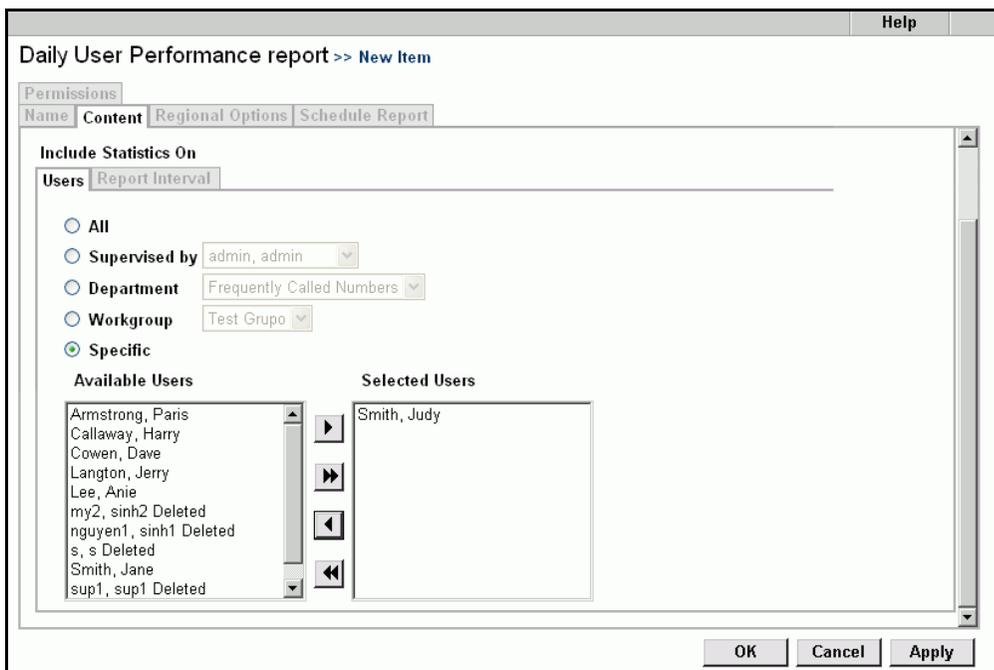 Help
Daily User Performance report >> New Item
Permissions
Name Content Regional Options Schedule Report
Include Statistics On
Users Report Interval
All
Supervised by admin, admin
Department Frequently Called Numbers
Workgroup Test Grupo
Specific
Available Users Selected Users
Armstrong, Paris Smith, Judy
Callaway, Harry
Cowen, Dave
Langton, Jerry
Lee, Anie
my2, sinh2 Deleted
nguyen1, sinh1 Deleted
s, s Deleted
Smith, Jane
sup1, sup1 Deleted
OK Cancel Apply